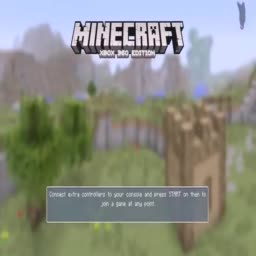 MINECRAFT
XBOX 360 EDITION
Connect extra controllers to your console and press START on them to
join a game at any point.